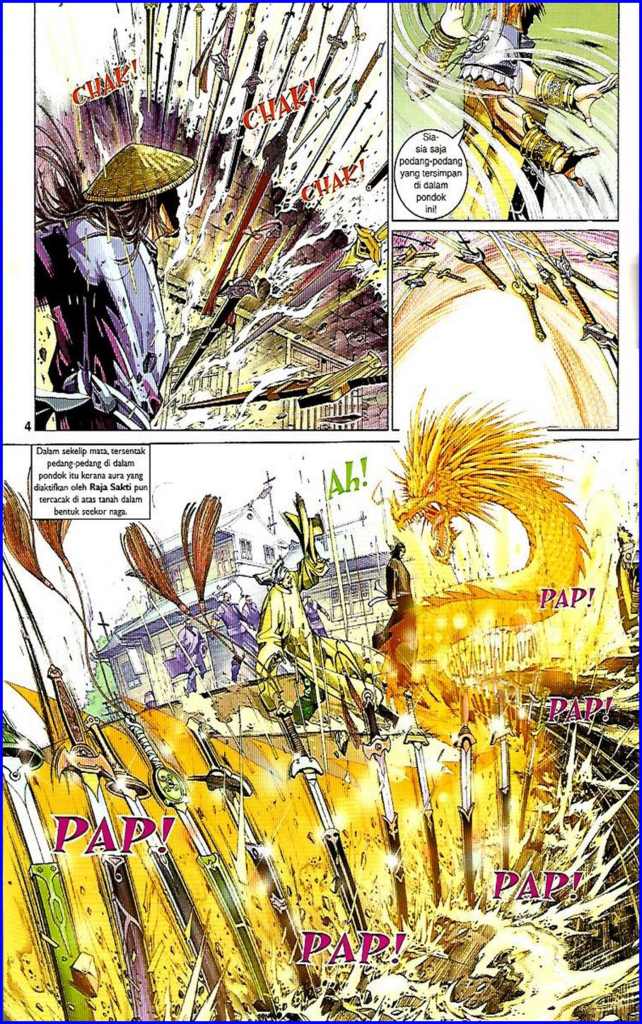 CHAK!
CHAK!
CHAK!
Sia-
sia saja
pedang-pedang
yang tersimpan
di dalam
pondok
ini!
4
Dalam sekelip mata, tersentak
pedang-pedang di dalam
pondok itu kerana aura yang
diaktifkan oleh Raja Sakti pun
tercacak di atas tanah dalam
bentuk seekor naga.
Ah!
PAP!
PAP!
PAP!
PAP!
PAP!